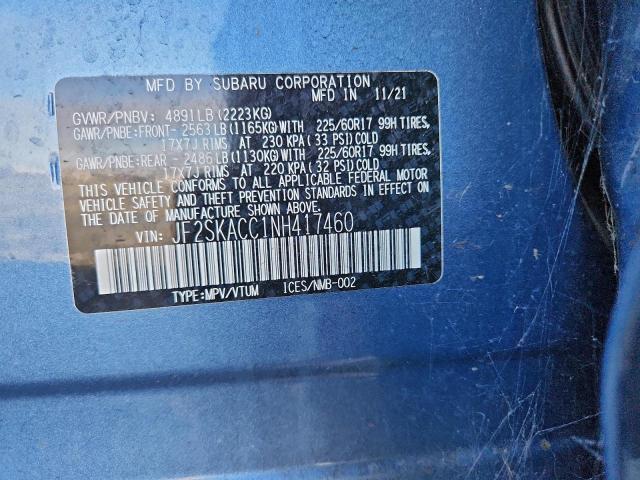 MFD BY SUBARU CORPORATION
MFD IN 11/21
GVWR/PNBV: 4891LB(2223KG)
GAWR/PNBE:FRONT- 2563LB(1165KG)WITH 225/60R17 99H TIRES,
17X7J RIMS AT 230 KPA(33 PSI)COLD
GAWR/PNBE:REAR - 2486LB(1130KG)WITH 225/60R17 99H TIRES,
17X7J RIMS AT 220 KPA(32 PSI)COLD
THIS VEHICLE CONFORMS TO ALL APPLICABLE FEDERAL MOTOR
VEHICLE SAFETY AND THEFT PREVENTION STANDARDS IN EFFECT ON
THE DATE OF MANUFACTURE SHOWN ABOVE.
VIN: JF2SKACC1NH417460
TYPE:MPV/VTUM ICES/NMB-002